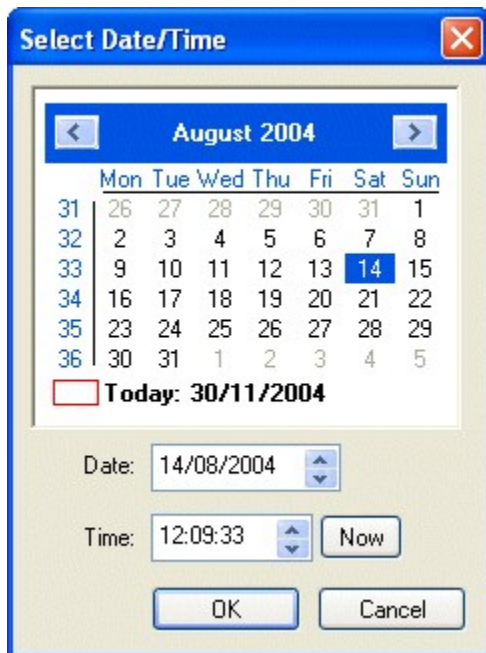 Select Date/Time
August 2004
Mon Tue Wed Thu Fri Sat Sun
31 26 27 28 29 30 31 1
32 2 3 4 5 6 7 8
33 9 10 11 12 13 14 15
34 16 17 18 19 20 21 22
35 23 24 25 26 27 28 29
36 30 31 1 2 3 4 5
Today: 30/11/2004
Date: 14/08/2004
Time: 12:09:33 Now
OK Cancel